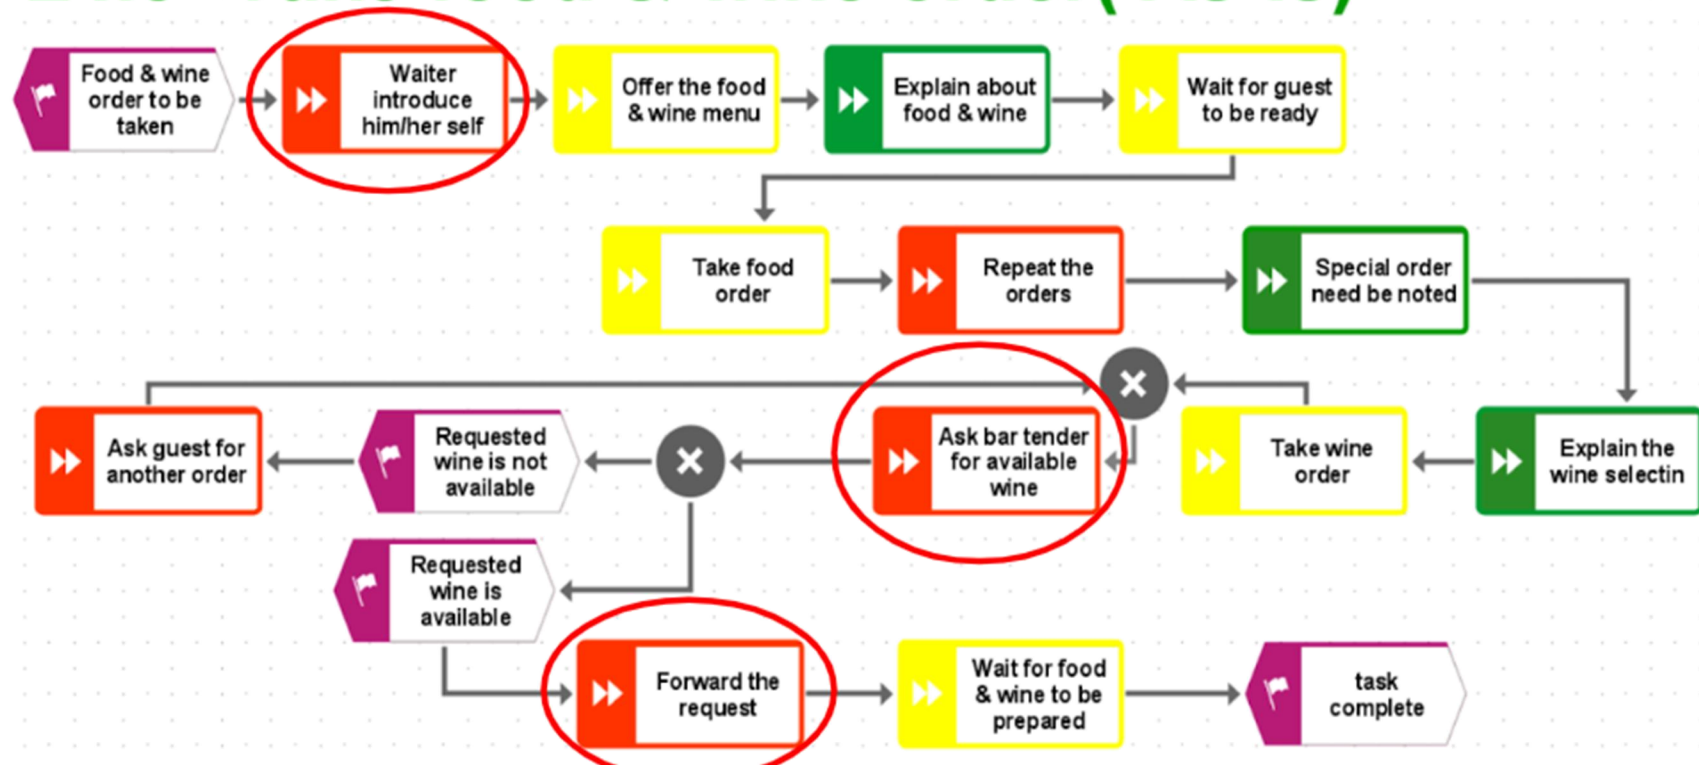 Food & wine
order to be
taken
Waiter
introduce
him/her self
Offer the food
& wine menu
Explain about
food & wine
Wait for guest
to be ready
Take food
order
Repeat the
orders
Special order
need be noted
Ask guest for
another order
Requested
wine is not
available
Ask bar tender
for available
wine
Take wine
order
Explain the
wine selectin
Requested
wine is
available
Forward the
request
Wait for food
& wine to be
prepared
task
complete